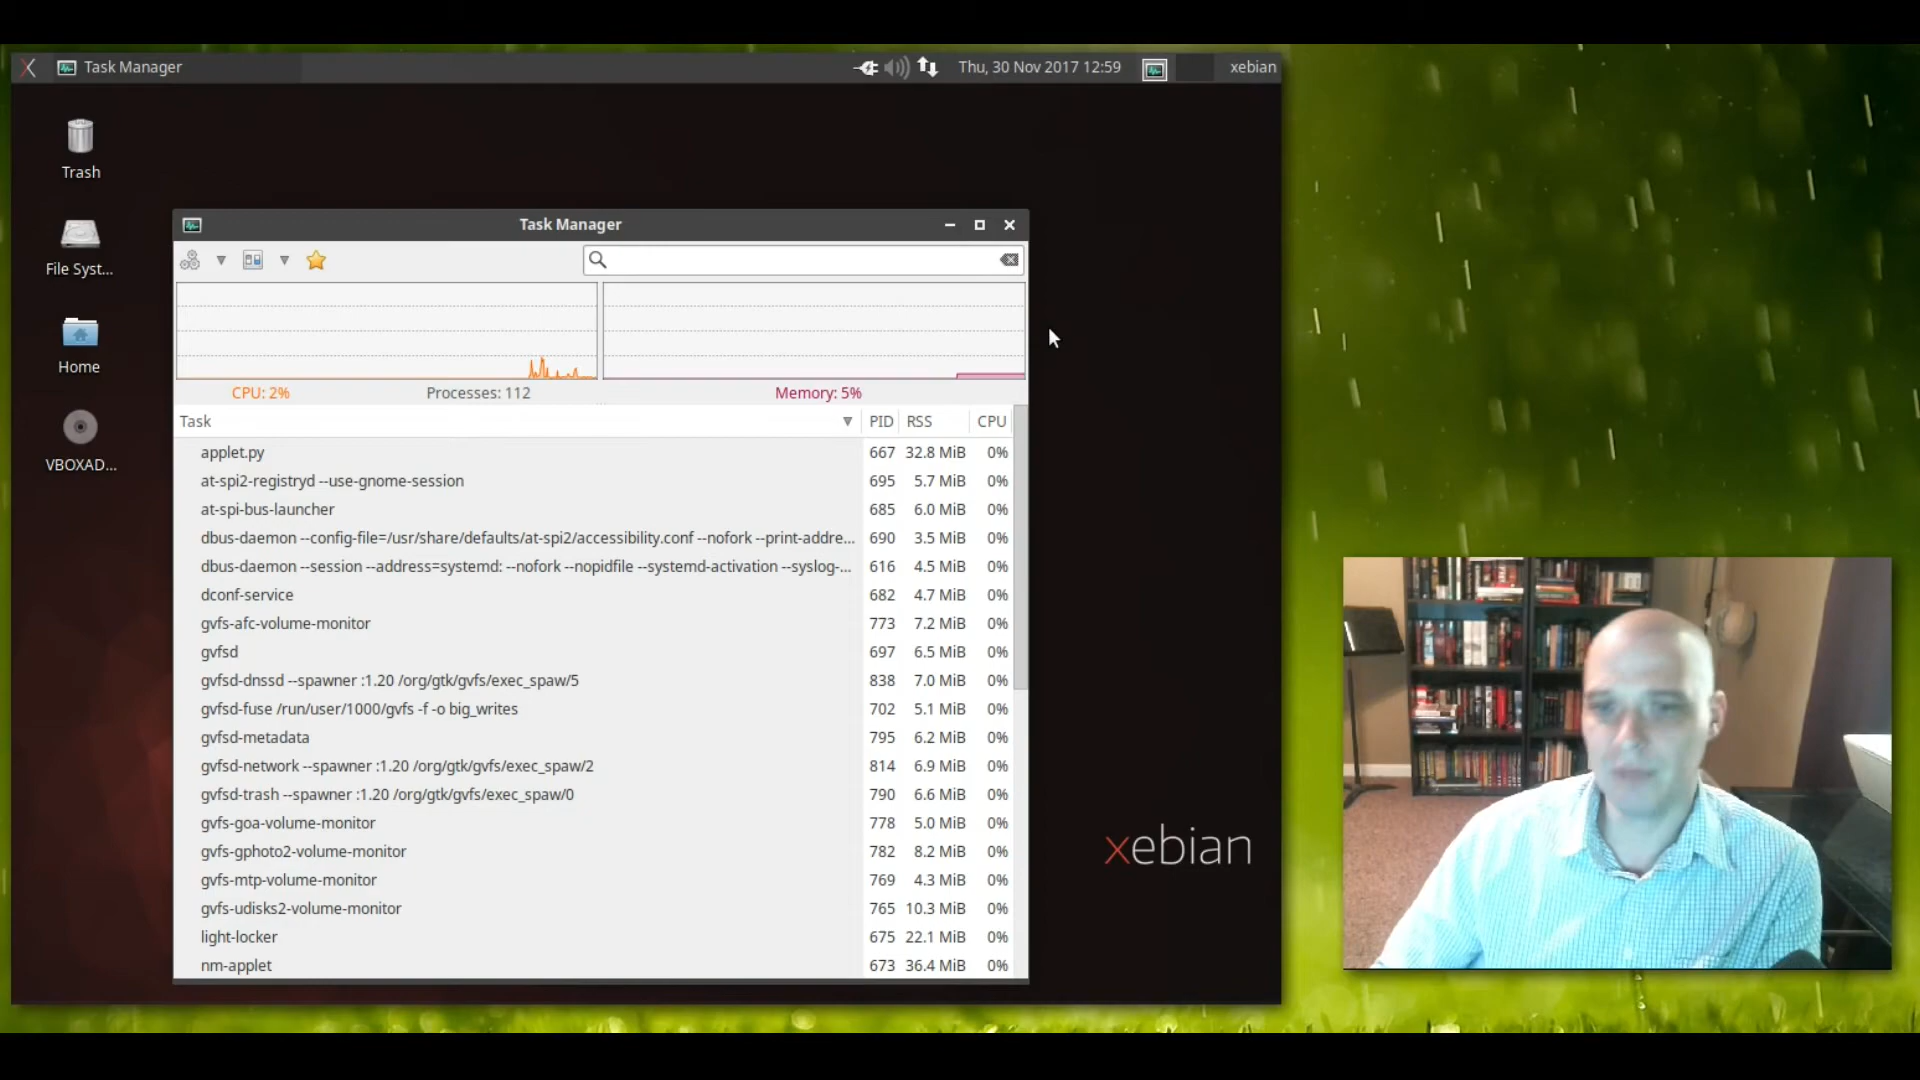 Task Manager
Thu, 30 Nov 2017 12:59
xebian
Trash
File Syst...
Home
VBOXAD...
Task Manager
CPU: 2% Processes: 112 Memory: 5%
Task PID RSS CPU
applet.py 667 32.8 MiB 0%
at-spi2-registryd --use-gnome-session 695 5.7 MiB 0%
at-spi-bus-launcher 685 6.0 MiB 0%
dbus-daemon --config-file=/usr/share/defaults/at-spi2/accessibility.conf --nofork --print-addre... 690 3.5 MiB 0%
dbus-daemon --session --address=systemd: --nofork --nopidfile --systemd-activation --syslog-... 616 4.5 MiB 0%
dconf-service 682 4.7 MiB 0%
gvfs-afc-volume-monitor 773 7.2 MiB 0%
gvfsd 697 6.5 MiB 0%
gvfsd-dnssd --spawner :1.20 /org/gtk/gvfs/exec_spaw/5 838 7.0 MiB 0%
gvfsd-fuse /run/user/1000/gvfs -f -o big_writes 702 5.1 MiB 0%
gvfsd-metadata 795 6.2 MiB 0%
gvfsd-network --spawner :1.20 /org/gtk/gvfs/exec_spaw/2 814 6.9 MiB 0%
gvfsd-trash --spawner :1.20 /org/gtk/gvfs/exec_spaw/0 790 6.6 MiB 0%
gvfs-goa-volume-monitor 778 5.0 MiB 0%
gvfs-gphoto2-volume-monitor 782 8.2 MiB 0%
gvfs-mtp-volume-monitor 769 4.3 MiB 0%
gvfs-udisks2-volume-monitor 765 10.3 MiB 0%
light-locker 675 22.1 MiB 0%
nm-applet 673 36.4 MiB 0%
xebian